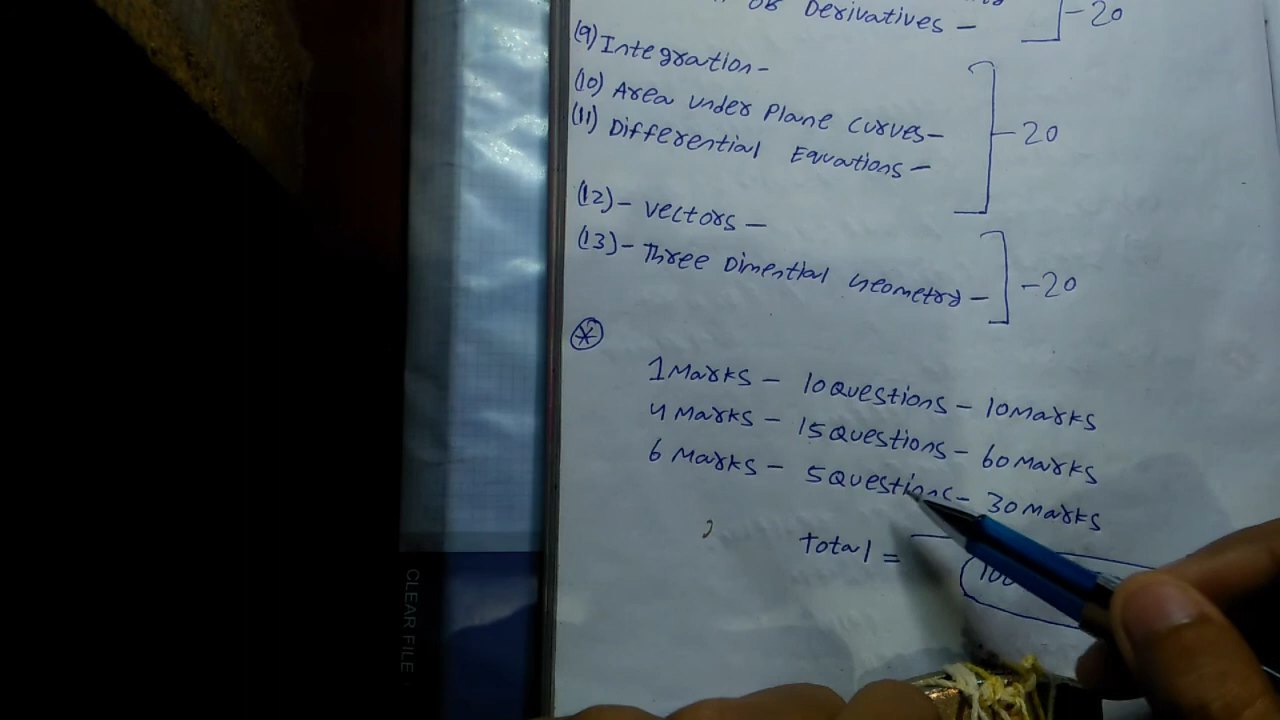 OB Derivatives - ] - 20
(9) Integration -
(10) Area under Plane curves -
(11) Differential Equations - ] - 20
(12) - vectors -
(13) - Three Dimential Geometry - ] - 20
1 Marks - 10 Questions - 10 Marks
4 Marks - 15 Questions - 60 Marks
6 Marks - 5 Questions - 30 Marks
Total =
CLEAR FILE